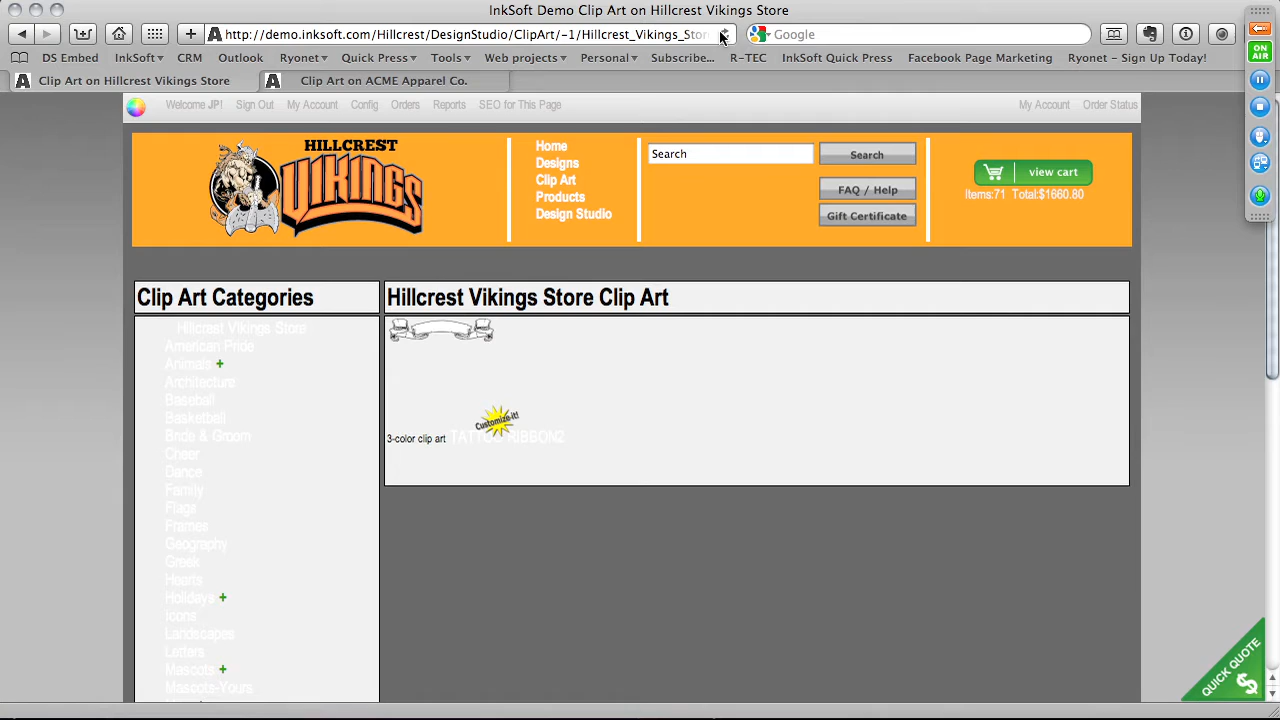 InkSoft Demo Clip Art on Hillcrest Vikings Store
http://demo.inksoft.com/Hillcrest/DesignStudio/ClipArt/-1/Hillcrest_Vikings_Stor
Google
DS Embed InkSoft CRM Outlook Ryonet Quick Press Tools Web projects Personal Subscribe... R-TEC InkSoft Quick Press Facebook Page Marketing Ryonet - Sign Up Today!
Clip Art on Hillcrest Vikings Store
Clip Art on ACME Apparel Co.
ON AIR
Welcome JP! Sign Out My Account Config Orders Reports SEO for This Page My Account Order Status
HILLCREST
VIKINGS
Home
Designs
Clip Art
Products
Design Studio
Search
Search
FAQ / Help
Gift Certificate
view cart
Items:71 Total:$1660.80
Clip Art Categories
Hillcrest Vikings Store
American Pride
Animals +
Architecture
Baseball
Basketball
Bride & Groom
Cheer
Dance
Family
Flags
Frames
Geography
Greek
Hearts
Holidays +
Icons
Landscapes
Letters
Mascots +
Mascots-Yours
Hillcrest Vikings Store Clip Art
Customize-it!
3-color clip art TATTOO RIBBON2
QUICK QUOTE
$